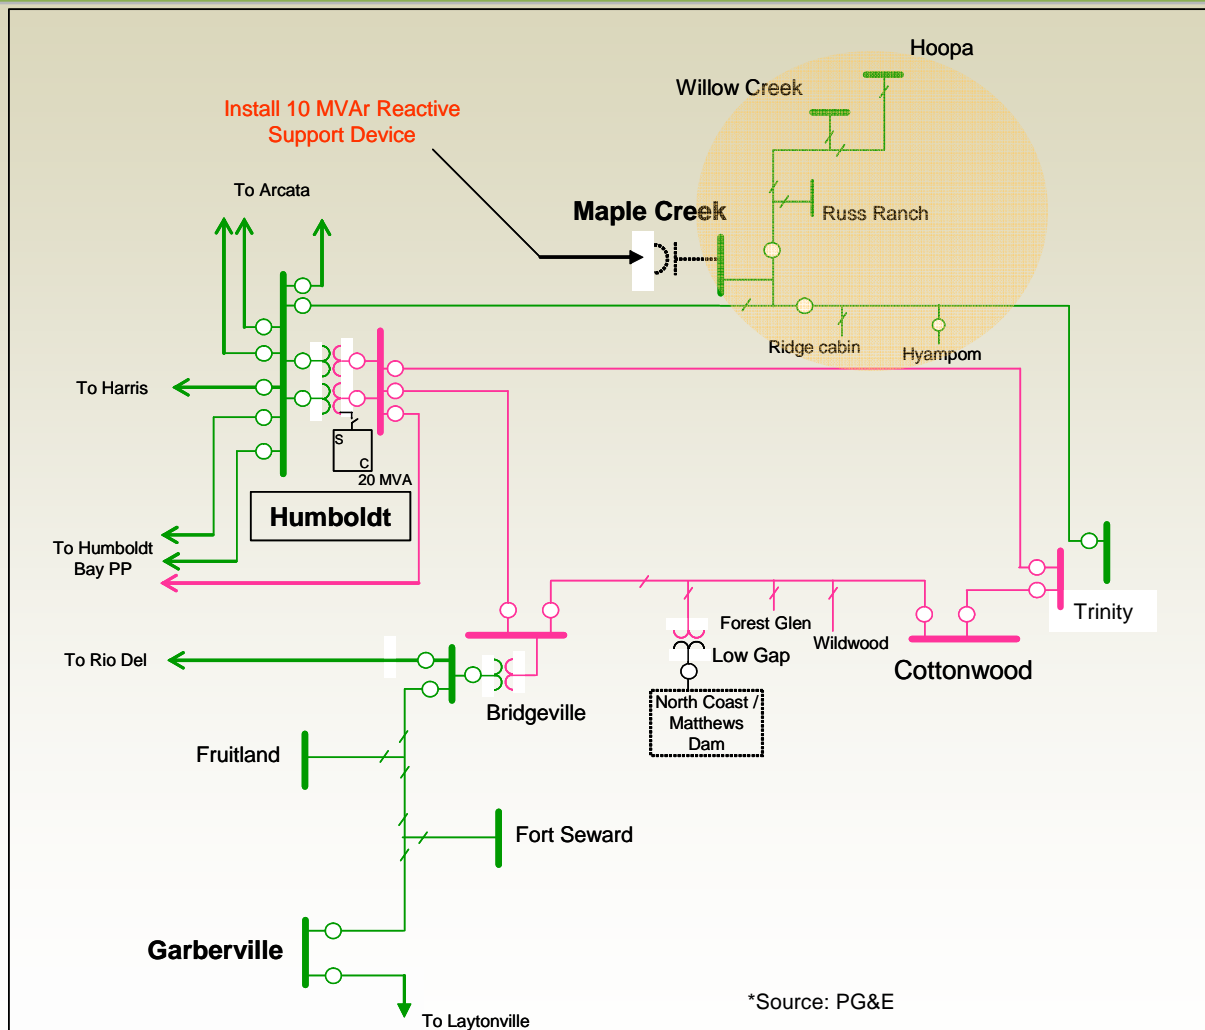 Hoopa
Willow Creek
Install 10 MVAr Reactive
Support Device
To Arcata
Maple Creek
Russ Ranch
Ridge cabin
Hyampom
To Harris
S
C
20 MVA
Humboldt
To Humboldt
Bay PP
Trinity
Forest Glen
Wildwood
Low Gap
Cottonwood
To Rio Del
Bridgeville
North Coast /
Matthews
Dam
Fruitland
Fort Seward
Garberville
*Source: PG&E
To Laytonville